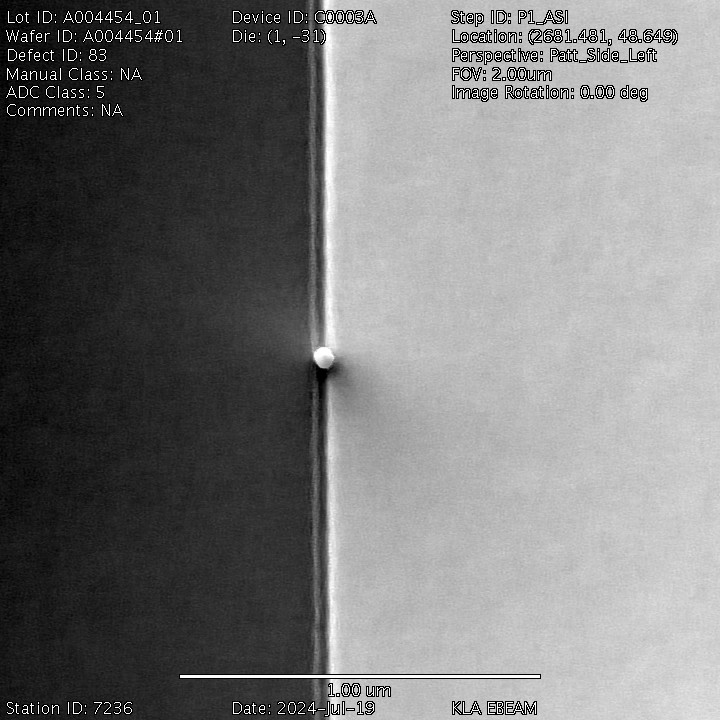 Lot ID: A004454_01 Device ID: C0003A Step ID: P1_ASI
Wafer ID: A004454#01 Die: (1, -31) Location: (2681.481, 48.649)
Defect ID: 83 Perspective: Patt_Side_Left
Manual Class: NA FOV: 2.00um
ADC Class: 5 Image Rotation: 0.00 deg
Comments: NA
1.00 um
Station ID: 7236 Date: 2024-Jul-19 KLA EBEAM